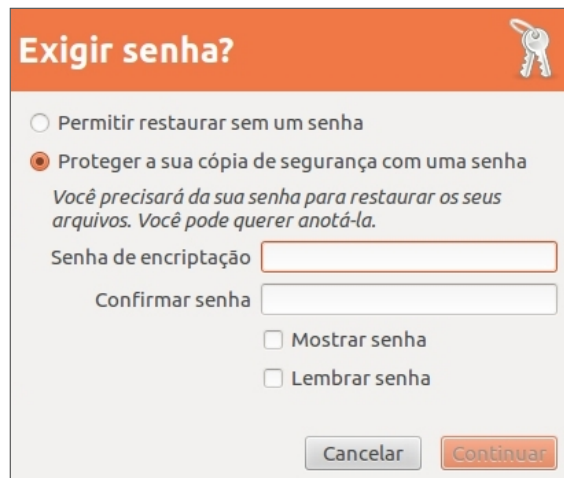 Exigir senha?
Permitir restaurar sem um senha
Proteger a sua cópia de segurança com uma senha
Você precisará da sua senha para restaurar os seus
arquivos. Você pode querer anotá-la.
Senha de encriptação
Confirmar senha
Mostrar senha
Lembrar senha
Cancelar
Continuar